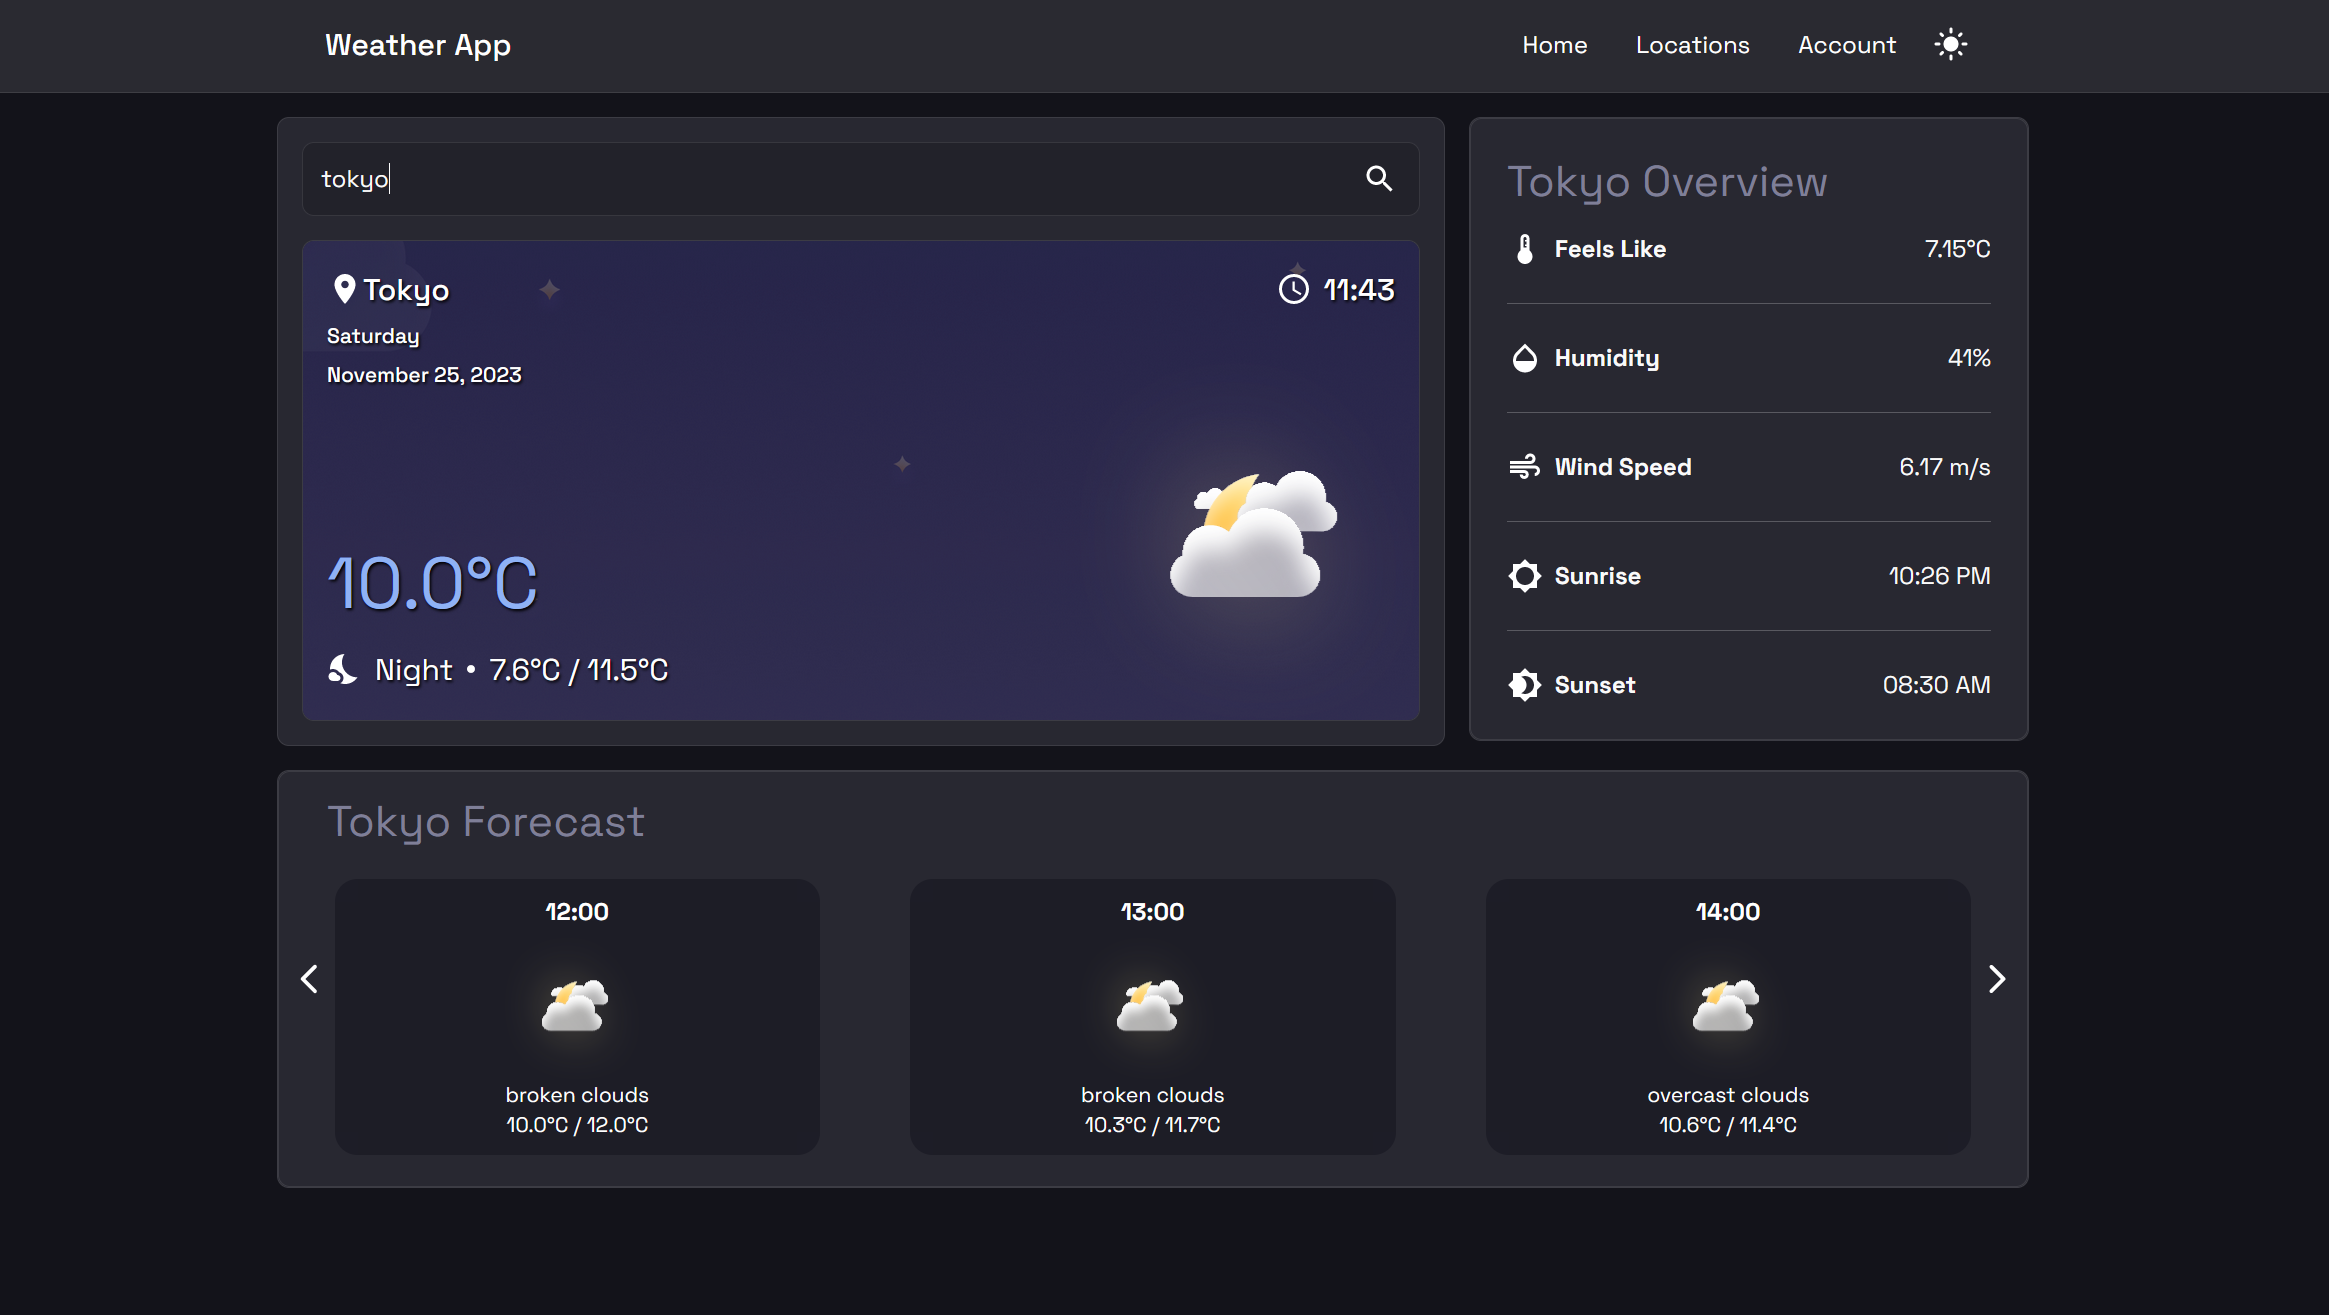 Weather App
Home Locations Account
tokyo
Tokyo
11:43
Saturday
November 25, 2023
10.0°C
Night • 7.6°C / 11.5°C
Tokyo Overview
Feels Like 7.15°C
Humidity 41%
Wind Speed 6.17 m/s
Sunrise 10:26 PM
Sunset 08:30 AM
Tokyo Forecast
12:00
broken clouds
10.0°C / 12.0°C
13:00
broken clouds
10.3°C / 11.7°C
14:00
overcast clouds
10.6°C / 11.4°C